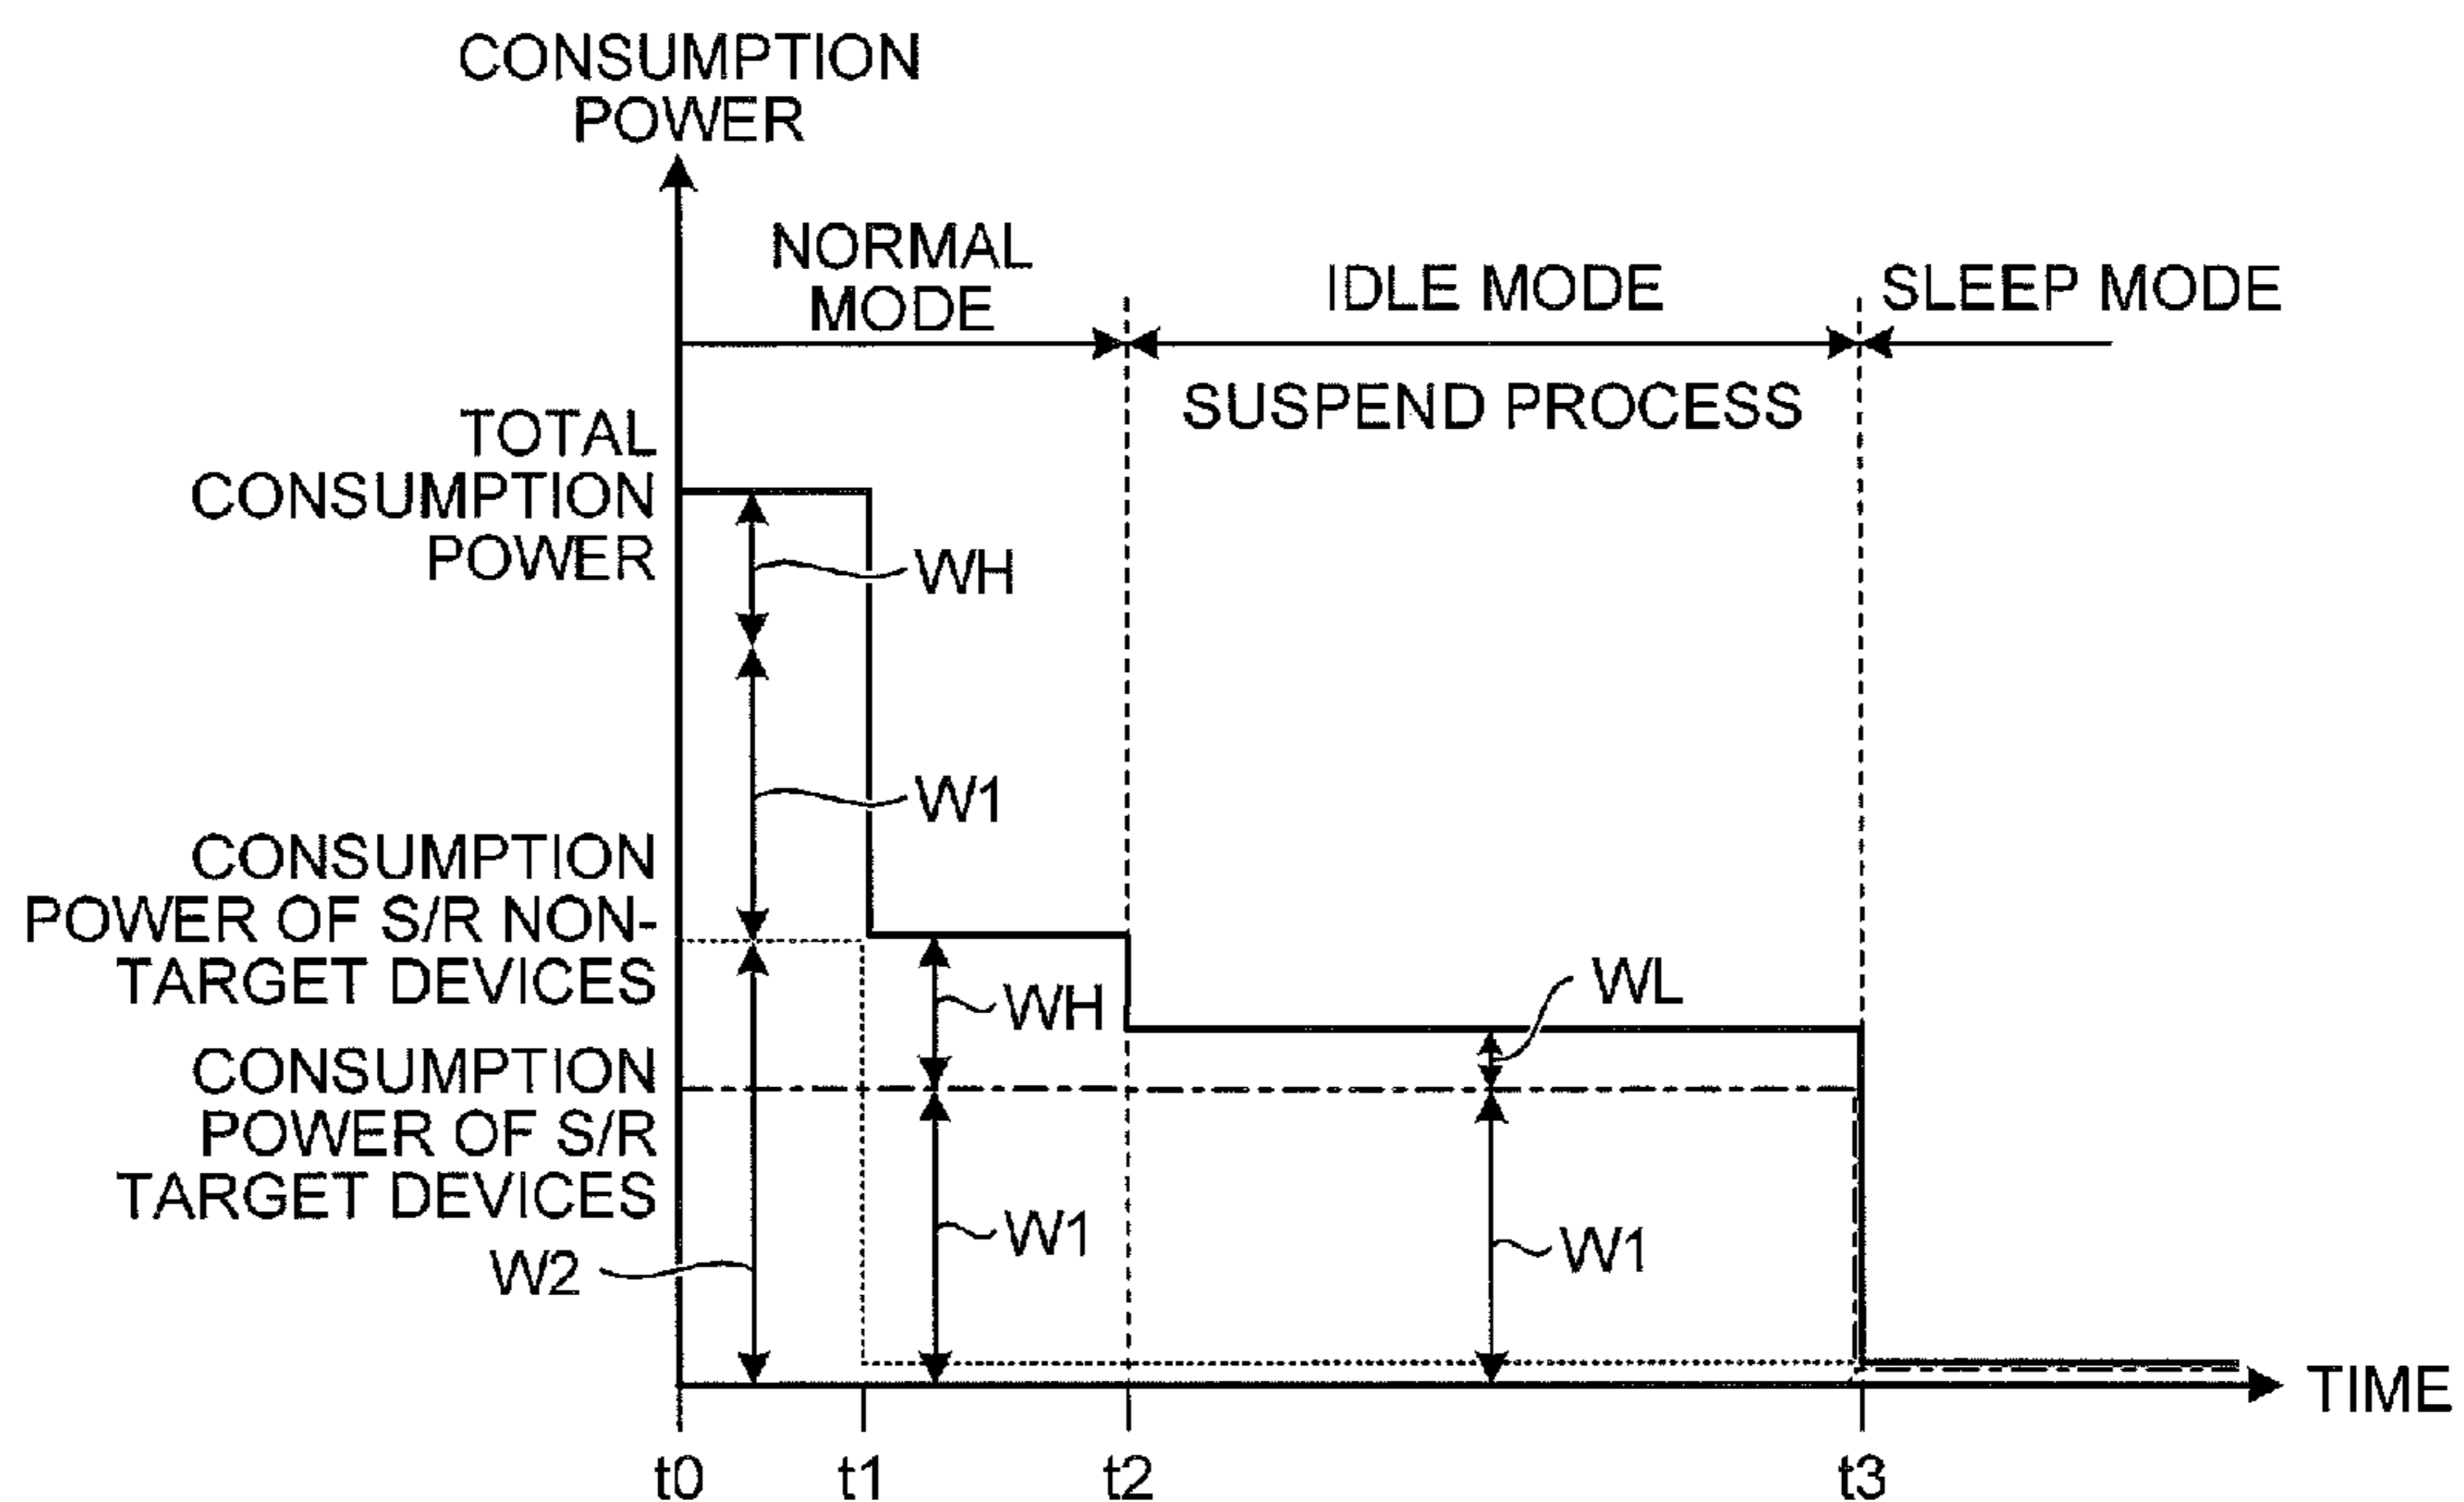 CONSUMPTION
POWER
NORMAL
MODE
IDLE MODE
SLEEP MODE
SUSPEND PROCESS
TOTAL
CONSUMPTION
POWER
WH
W1
CONSUMPTION
POWER OF S/R NON-
TARGET DEVICES
WH
WL
CONSUMPTION
POWER OF S/R
TARGET DEVICES
W1
W1
W2
TIME
t0
t1
t2
t3